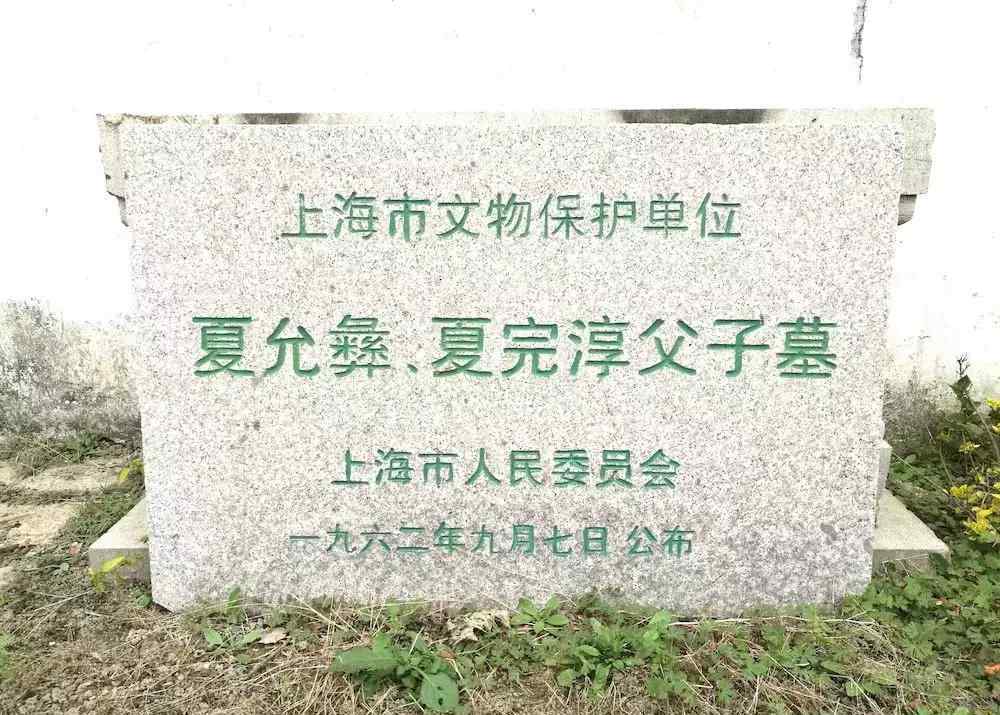 上海市文物保护单位
夏允彝、夏完淳父子墓
上海市人民委员会
一九六二年九月七日 公布